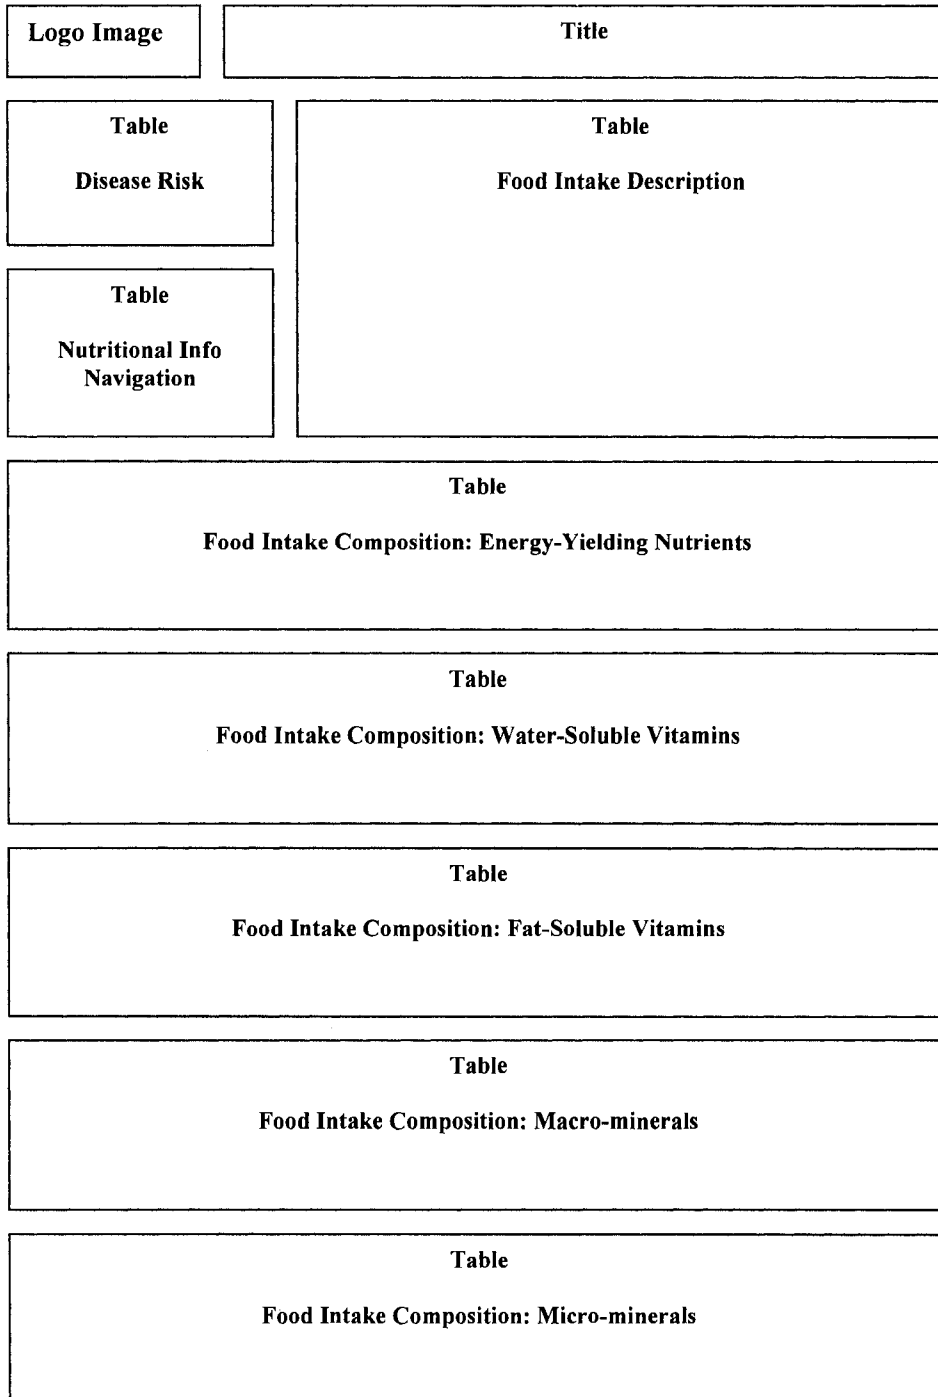 Logo Image
Title
Table
Disease Risk
Table
Food Intake Description
Table
Nutritional Info
Navigation
Table
Food Intake Composition: Energy-Yielding Nutrients
Table
Food Intake Composition: Water-Soluble Vitamins
Table
Food Intake Composition: Fat-Soluble Vitamins
Table
Food Intake Composition: Macro-minerals
Table
Food Intake Composition: Micro-minerals